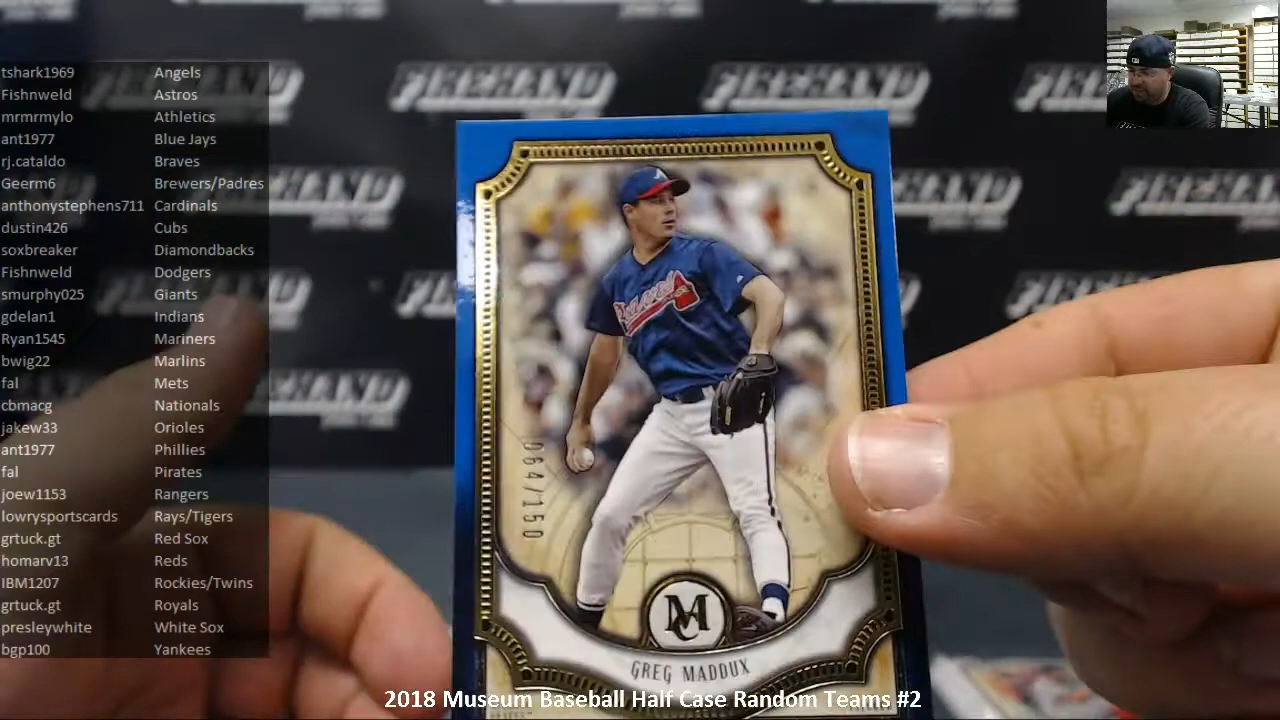 tshark1969 Angels
Fishnweld Astros
mrmrmylo Athletics
ant1977 Blue Jays
rj.cataldo Braves
Geerm6 Brewers/Padres
anthonystephens711 Cardinals
dustin426 Cubs
soxbreaker Diamondbacks
Fishnweld Dodgers
smurphy025 Giants
gdelan1 Indians
Ryan1545 Mariners
bwig22 Marlins
fal Mets
cbmacg Nationals
jakew33 Orioles
ant1977 Phillies
fal Pirates
joew1153 Rangers
lowrysportscards Rays/Tigers
grtuck.gt Red Sox
homarv13 Reds
IBM1207 Rockies/Twins
grtuck.gt Royals
presleywhite White Sox
bgp100 Yankees
FIREHAND
FIREHAND
Braves
064/150
MC
GREG MADDUX
2018 Museum Baseball Half Case Random Teams #2